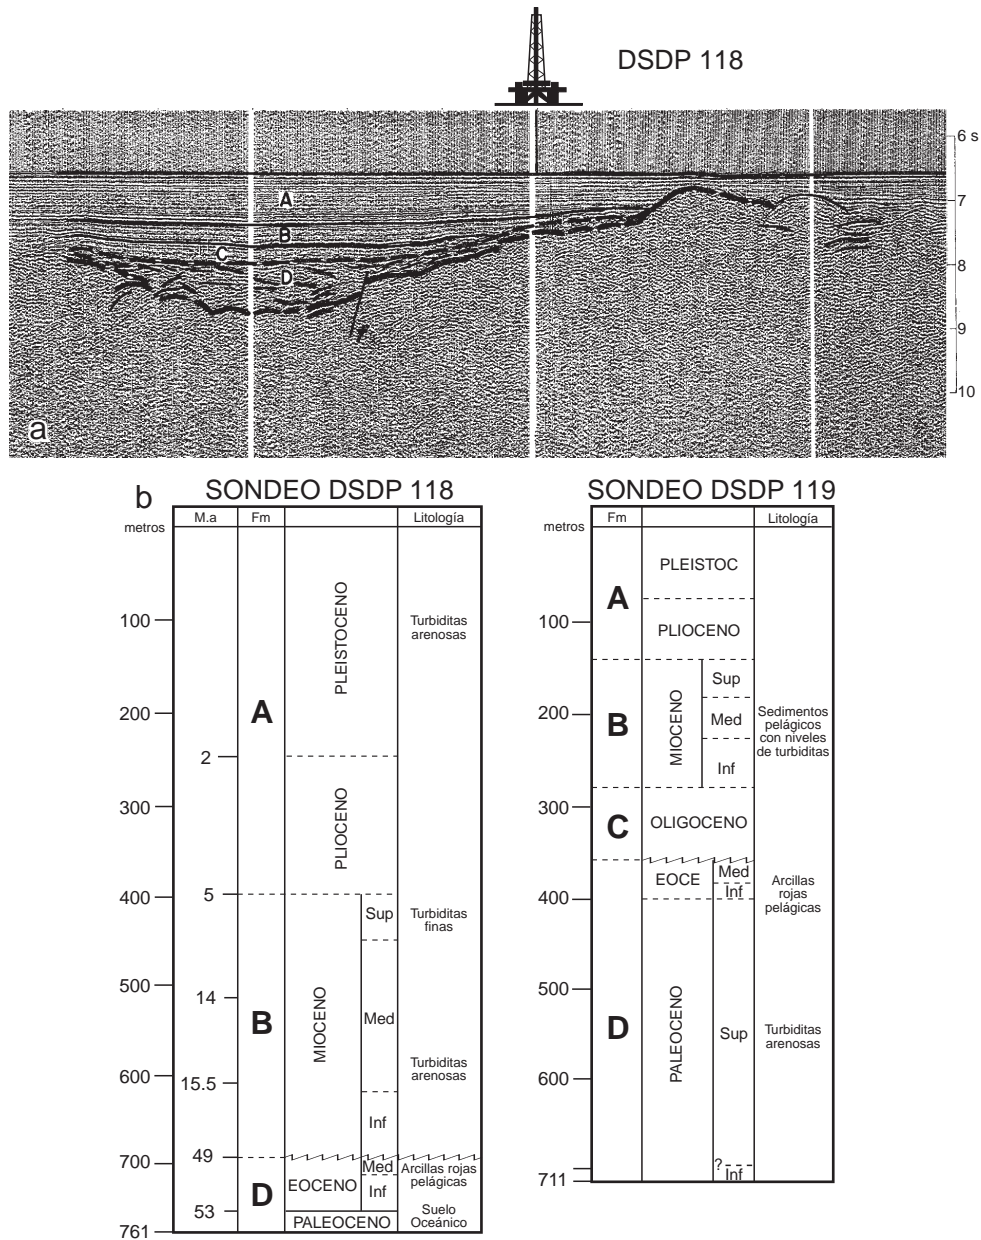 DSDP 118
6 s
7
8
9
10
A
B
C
D
a
b
SONDEO DSDP 118
metros
M.a
Fm
Litología
100
200
300
400
500
600
700
761
2
5
14
15.5
49
53
A
B
D
PLEISTOCENO
PLIOCENO
MIOCENO
Sup
Med
Inf
EOCENO
Med
Inf
PALEOCENO
Turbiditas
arenosas
Turbiditas
finas
Turbiditas
arenosas
Arcillas rojas
pelágicas
Suelo
Oceánico
SONDEO DSDP 119
metros
Fm
Litología
100
200
300
400
500
600
711
A
B
C
D
PLEISTOC
PLIOCENO
MIOCENO
Sup
Med
Inf
OLIGOCENO
EOCE
Med
Inf
PALEOCENO
Sup
?
Inf
Sedimentos
pelágicos
con niveles
de turbiditas
Arcillas
rojas
pelágicas
Turbiditas
arenosas